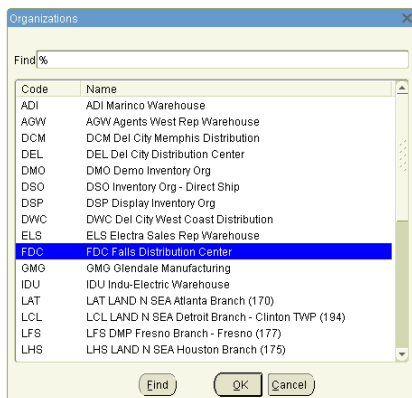 Organizations
Find %
Code Name
ADI ADI Marinco Warehouse
AGW AGW Agents West Rep Warehouse
DCM DCM Del City Memphis Distribution
DEL DEL Del City Distribution Center
DMO DMO Demo Inventory Org
DSO DSO Inventory Org - Direct Ship
DSP DSP Display Inventory Org
DWC DWC Del City West Coast Distribution
ELS ELS Electra Sales Rep Warehouse
FDC FDC Falls Distribution Center
GMG GMG Glendale Manufacturing
IDU IDU Indu-Electric Warehouse
LAT LAT LAND N SEA Atlanta Branch (170)
LCL LCL LAND N SEA Detroit Branch - Clinton TWP (194)
LFS LFS DMP Fresno Branch - Fresno (177)
LHS LHS LAND N SEA Houston Branch (175)
Find OK Cancel